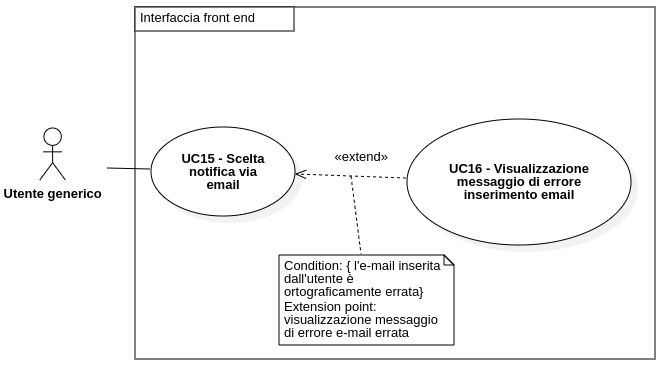 Interfaccia front end
Utente generico
UC15 - Scelta
notifica via
email
«extend»
UC16 - Visualizzazione
messaggio di errore
inserimento email
Condition: { l'e-mail inserita
dall'utente è
ortograficamente errata}
Extension point:
visualizzazione messaggio
di errore e-mail errata